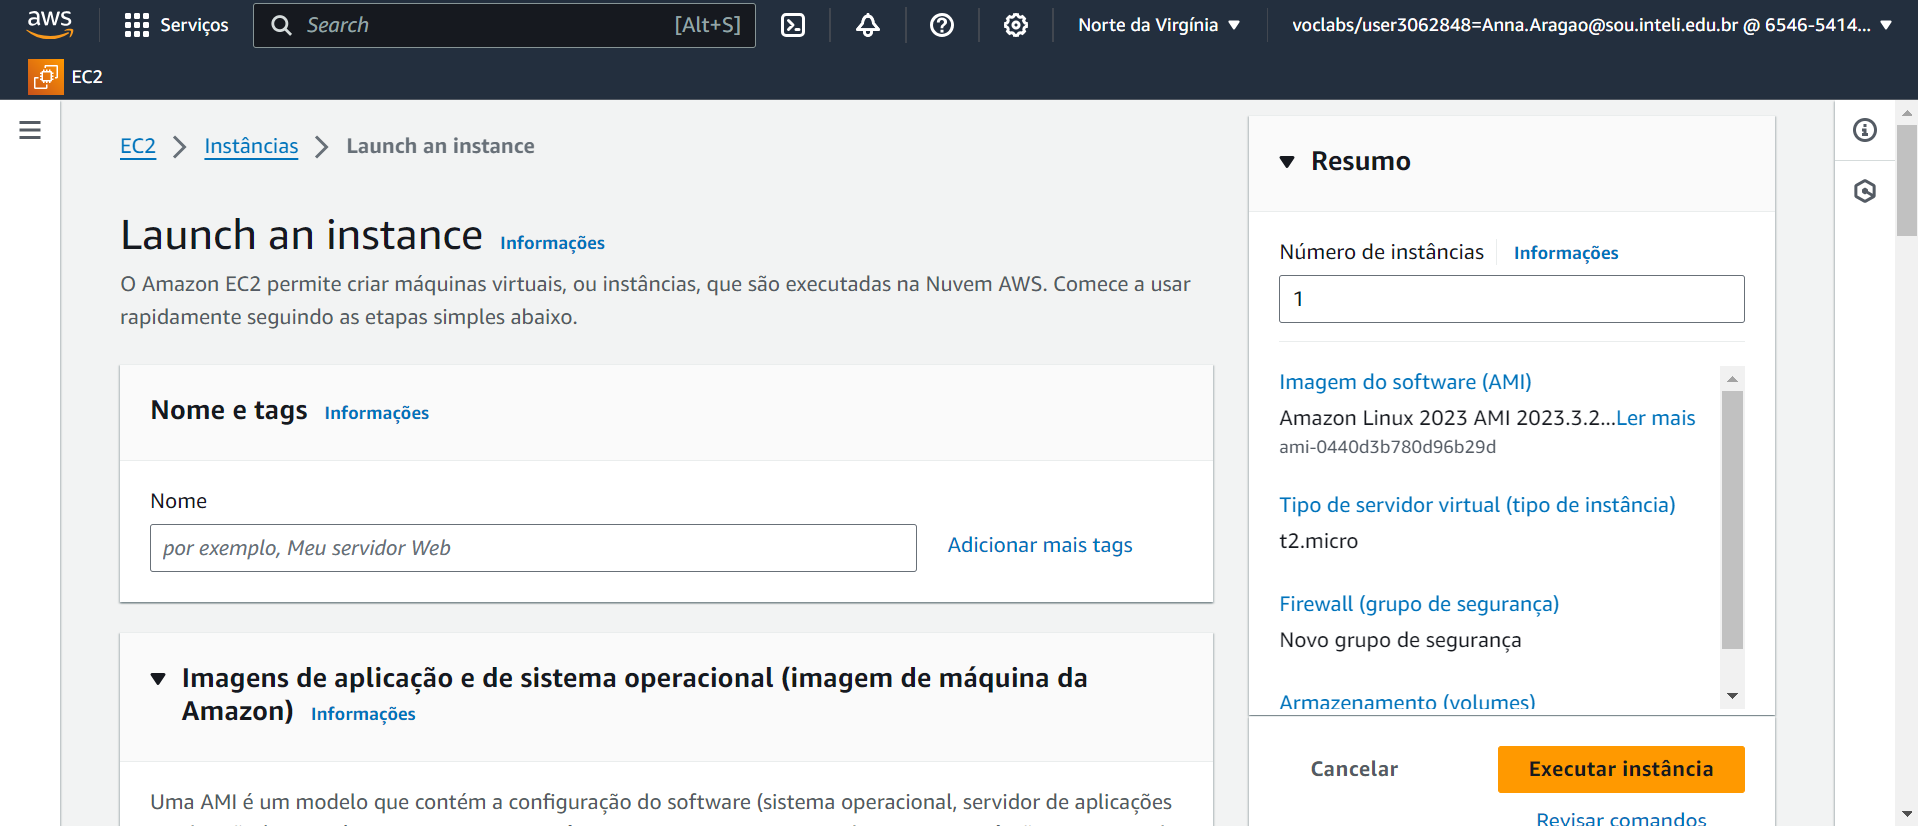 aws
Serviços
Search
[Alt+S]
Norte da Virgínia
voclabs/user3062848=Anna.Aragao@sou.inteli.edu.br @ 6546-5414...
EC2
EC2
Instâncias
Launch an instance
Launch an instance Informações
O Amazon EC2 permite criar máquinas virtuais, ou instâncias, que são executadas na Nuvem AWS. Comece a usar
rapidamente seguindo as etapas simples abaixo.
Nome e tags Informações
Nome
por exemplo, Meu servidor Web
Adicionar mais tags
Imagens de aplicação e de sistema operacional (imagem de máquina da
Amazon) Informações
Uma AMI é um modelo que contém a configuração do software (sistema operacional, servidor de aplicações
Resumo
Número de instâncias Informações
1
Imagem do software (AMI)
Amazon Linux 2023 AMI 2023.3.2...Ler mais
ami-0440d3b780d96b29d
Tipo de servidor virtual (tipo de instância)
t2.micro
Firewall (grupo de segurança)
Novo grupo de segurança
Armazenamento (volumes)
Cancelar
Executar instância
Revisar comandos